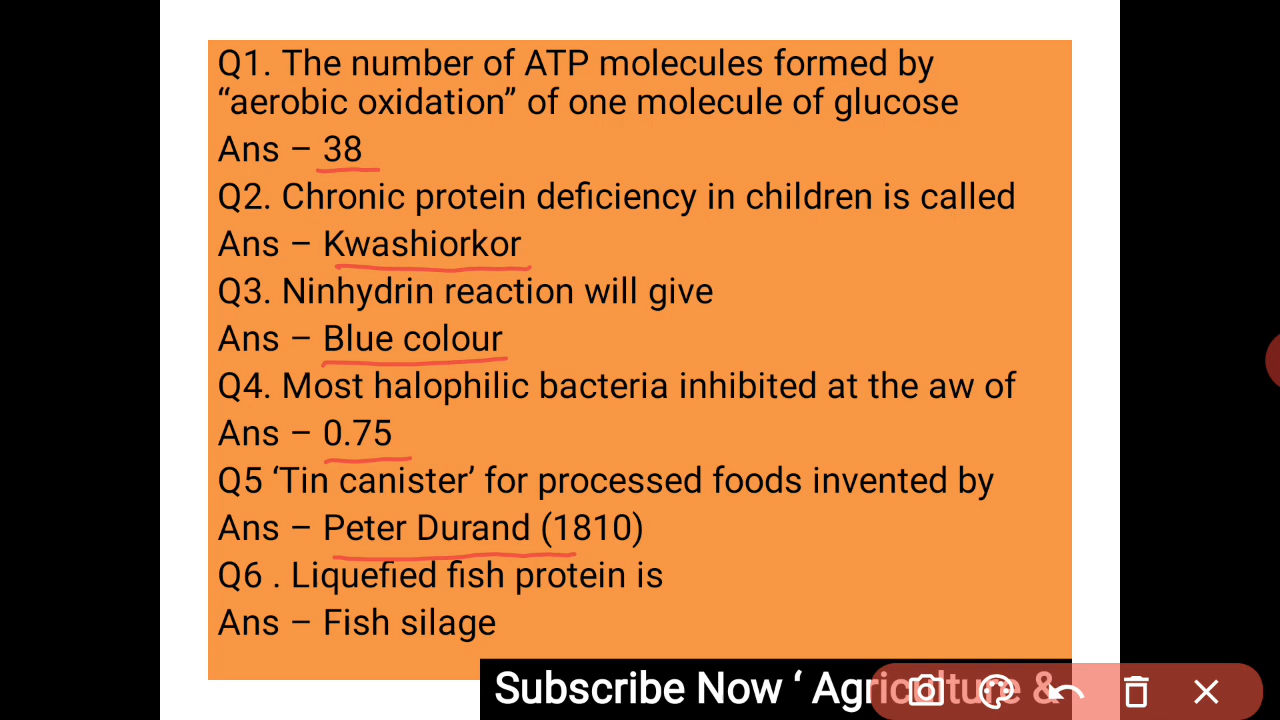 Q1. The number of ATP molecules formed by
“aerobic oxidation” of one molecule of glucose
Ans – 38
Q2. Chronic protein deficiency in children is called
Ans – Kwashiorkor
Q3. Ninhydrin reaction will give
Ans – Blue colour
Q4. Most halophilic bacteria inhibited at the aw of
Ans – 0.75
Q5 ‘Tin canister’ for processed foods invented by
Ans – Peter Durand (1810)
Q6 . Liquefied fish protein is
Ans – Fish silage
Subscribe Now ‘ Agriculture &